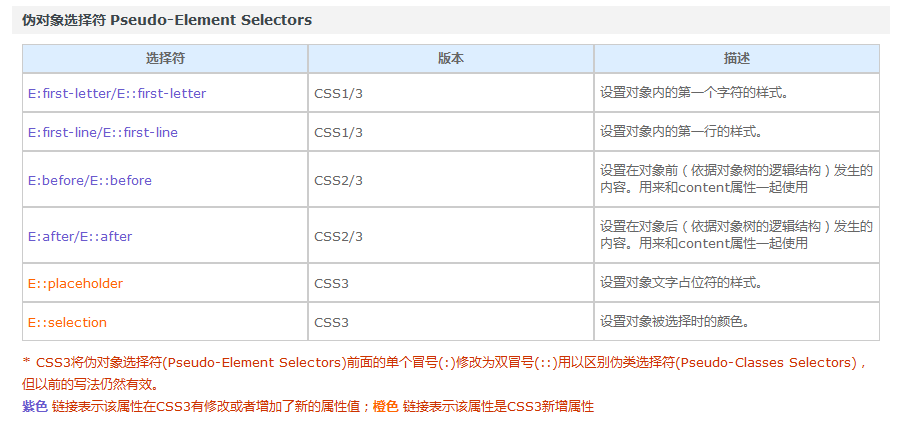 伪对象选择符 Pseudo-Element Selectors
选择符 版本 描述
E:first-letter/E::first-letter CSS1/3 设置对象内的第一个字符的样式。
E:first-line/E::first-line CSS1/3 设置对象内的第一行的样式。
E:before/E::before CSS2/3 设置在对象前（依据对象树的逻辑结构）发生的
内容。用来和content属性一起使用
E:after/E::after CSS2/3 设置在对象后（依据对象树的逻辑结构）发生的
内容。用来和content属性一起使用
E::placeholder CSS3 设置对象文字占位符的样式。
E::selection CSS3 设置对象被选择时的颜色。
* CSS3将伪对象选择符(Pseudo-Element Selectors)前面的单个冒号(:)修改为双冒号(::)用以区别伪类选择符(Pseudo-Classes Selectors)，
但以前的写法仍然有效。
紫色 链接表示该属性在CSS3有修改或者增加了新的属性值；橙色 链接表示该属性是CSS3新增属性